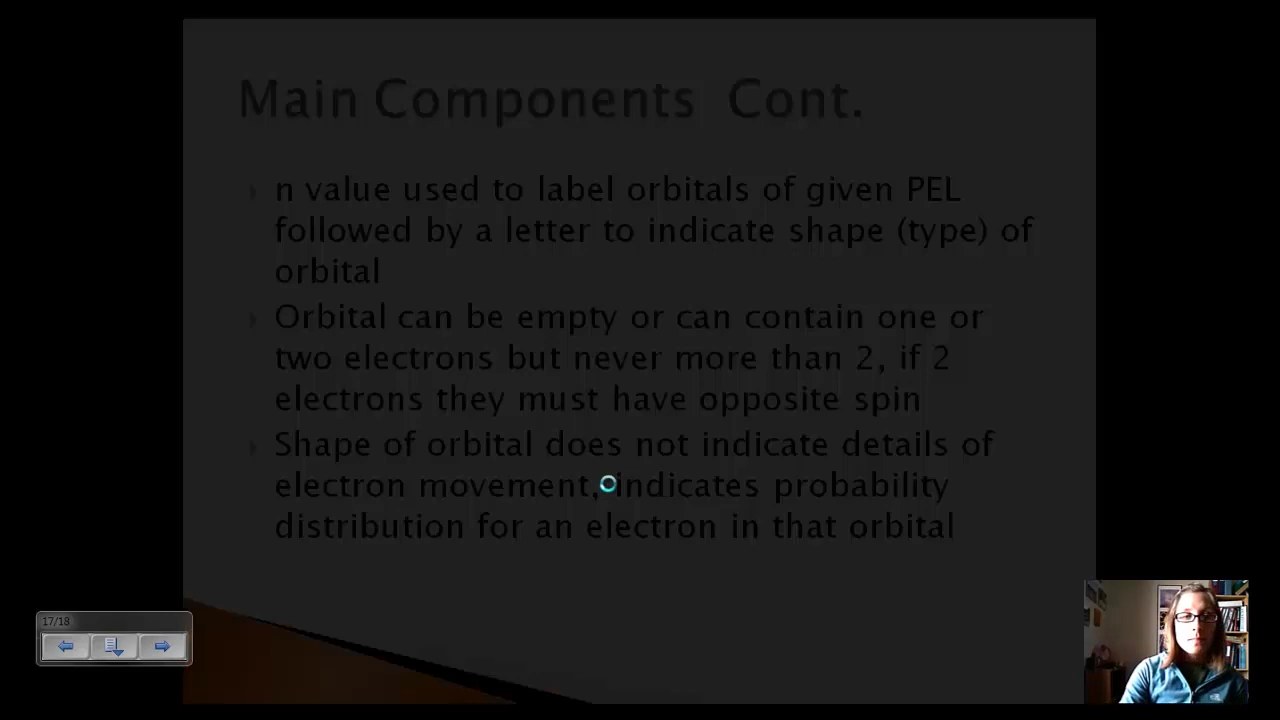 Main Components Cont.
n value used to label orbitals of given PEL
followed by a letter to indicate shape (type) of
orbital
Orbital can be empty or can contain one or
two electrons but never more than 2, if 2
electrons they must have opposite spin
Shape of orbital does not indicate details of
electron movement, indicates probability
distribution for an electron in that orbital
17/18